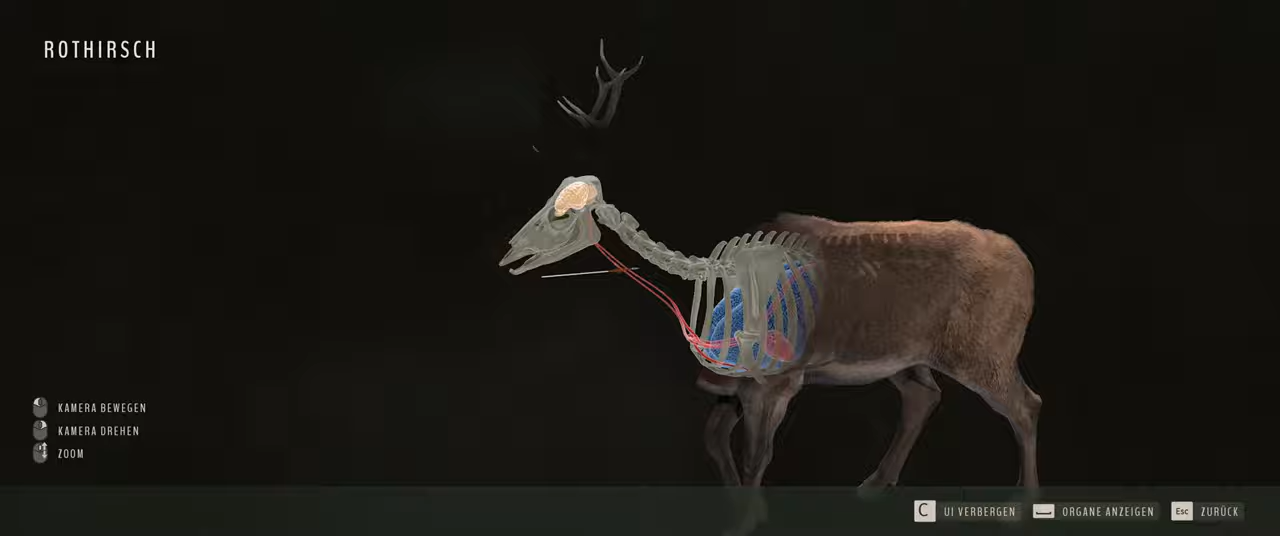 ROTHIRSCH
KAMERA BEWEGEN
KAMERA DREHEN
ZOOM
C UI VERBERGEN ORGANE ANZEIGEN Esc ZURÜCK